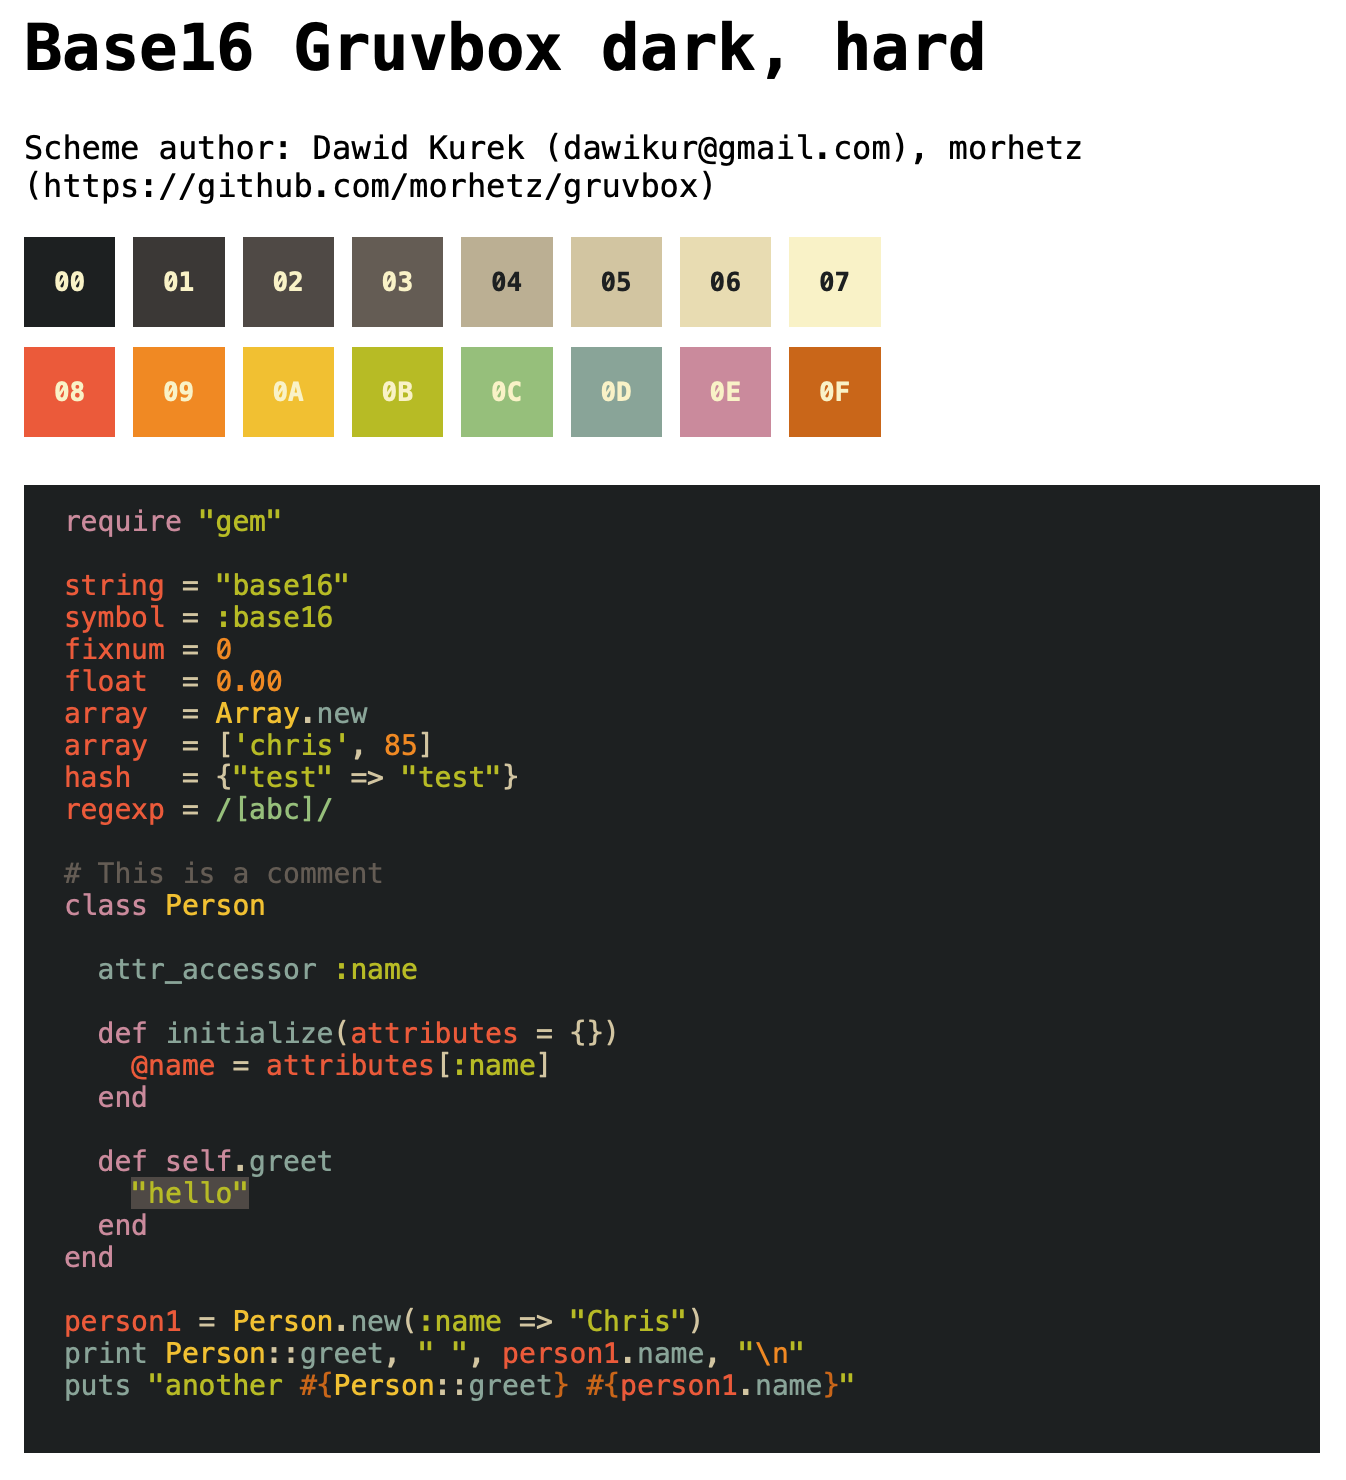 Base16 Gruvbox dark, hard
Scheme author: Dawid Kurek (dawikur@gmail.com), morhetz
(https://github.com/morhetz/gruvbox)
00 01 02 03 04 05 06 07
08 09 0A 0B 0C 0D 0E 0F
require "gem"
string = "base16"
symbol = :base16
fixnum = 0
float  = 0.00
array  = Array.new
array  = ['chris', 85]
hash   = {"test" => "test"}
regexp = /[abc]/
# This is a comment
class Person
  attr_accessor :name
  def initialize(attributes = {})
    @name = attributes[:name]
  end
  def self.greet
    "hello"
  end
end
person1 = Person.new(:name => "Chris")
print Person::greet, " ", person1.name, "\n"
puts "another #{Person::greet} #{person1.name}"